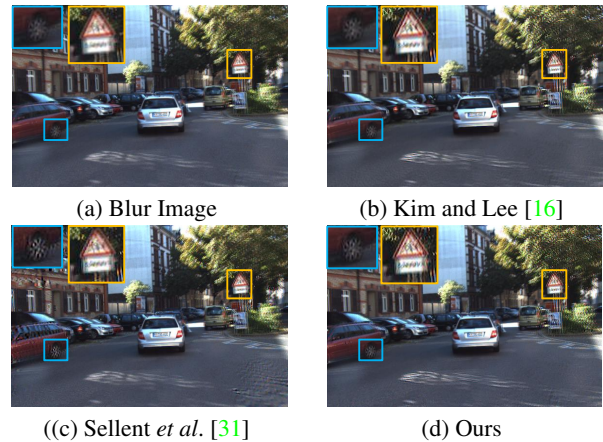 (a) Blur Image
(b) Kim and Lee [16]
((c) Sellent et al. [31]
(d) Ours